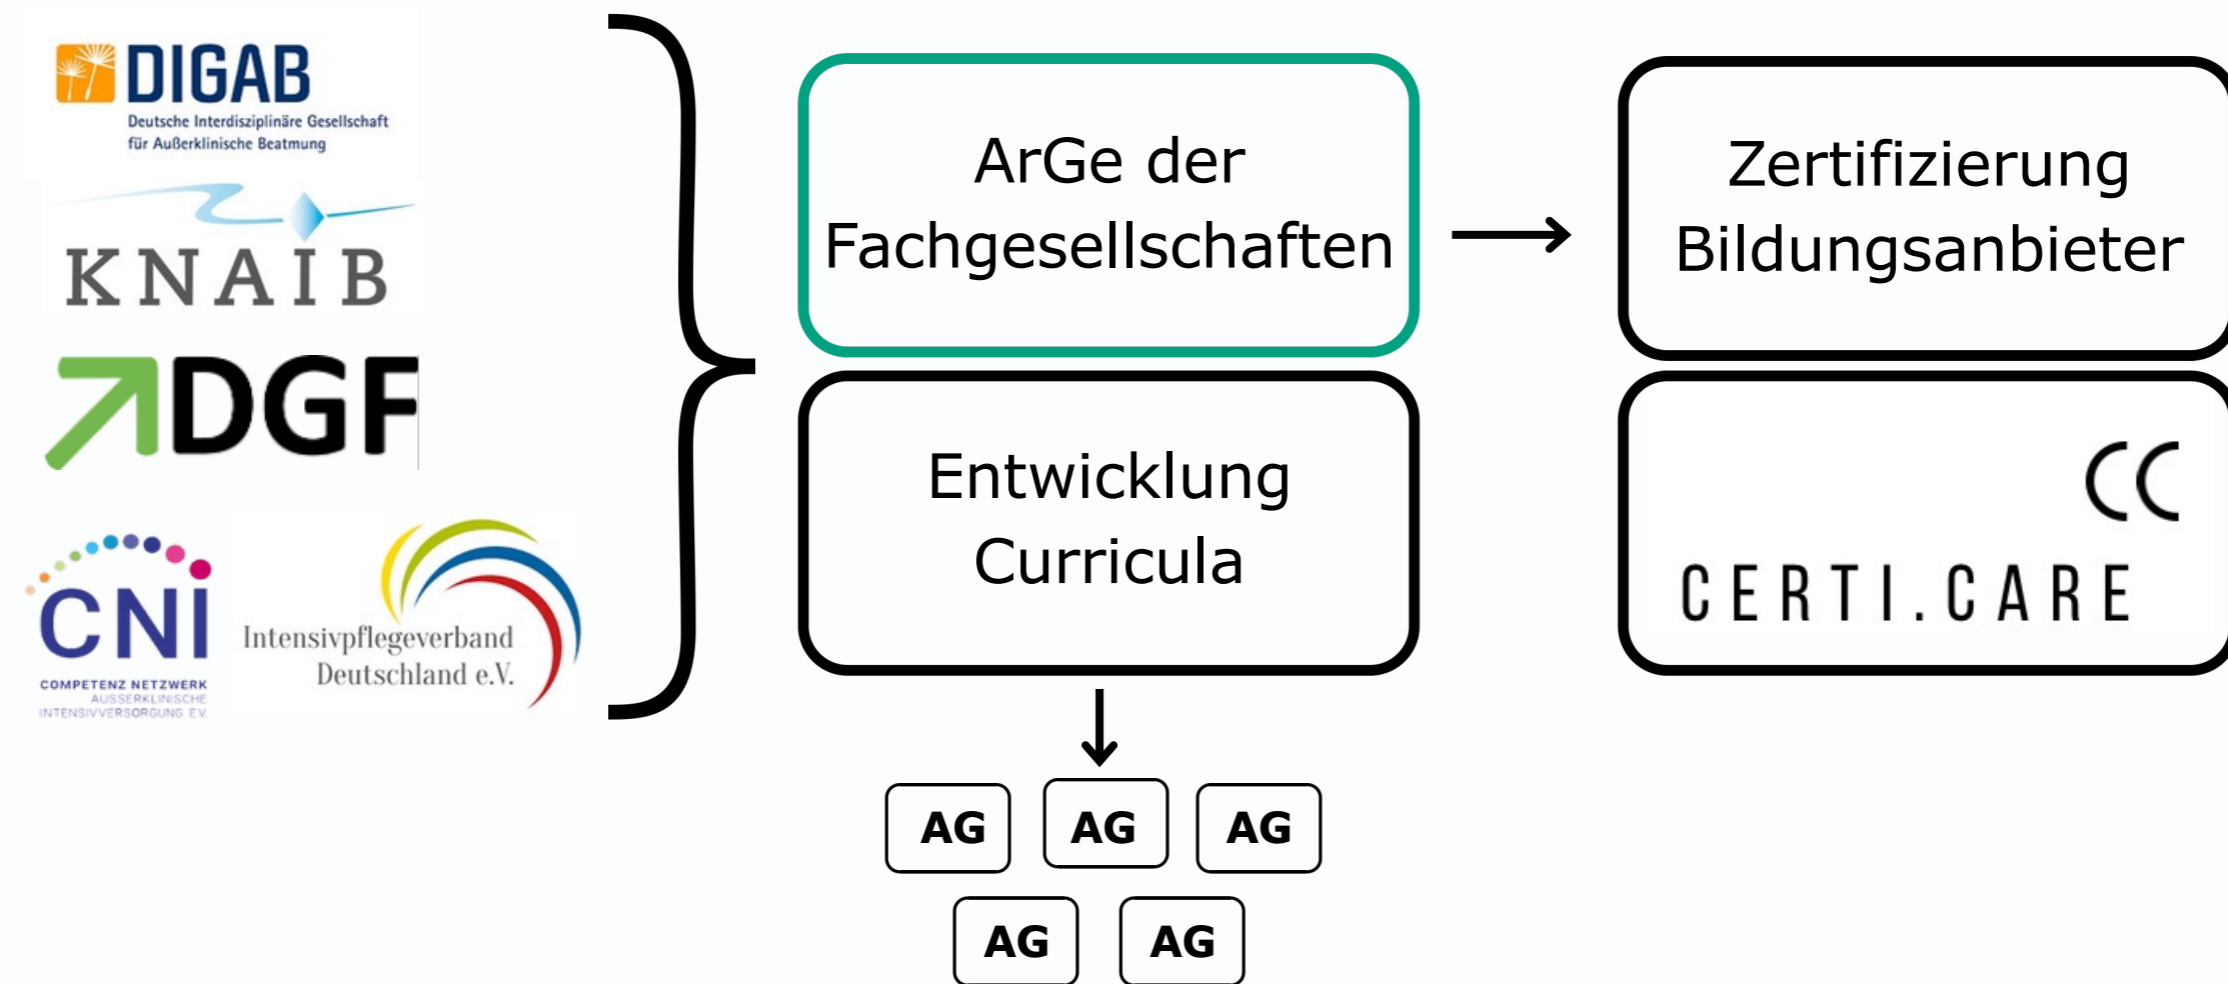 DIGAB
Deutsche Interdisziplinäre Gesellschaft
für Außerklinische Beatmung
KNAIB
DGF
CNI
COMPETENZ NETZWERK
AUSSERKLINISCHE
INTENSIVVERSORGUNG EV.
Intensivpflegeverband
Deutschland e.V.
ArGe der
Fachgesellschaften
Entwicklung
Curricula
AG AG AG
AG AG
Zertifizierung
Bildungsanbieter
CC
CERTI.CARE